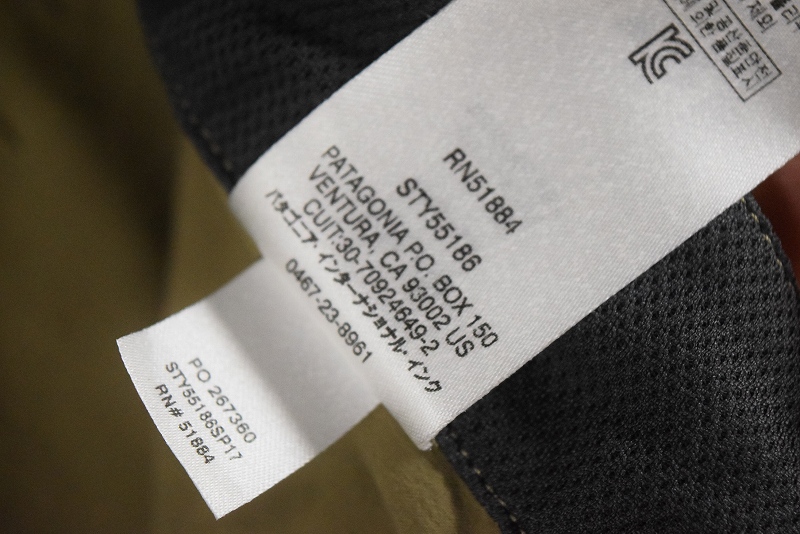 RN51884
STY55186
PATAGONIA P.O. BOX 150
VENTURA, CA 93002 US
CUIT:30-70924649-2
パタゴニア・インターナショナル・インク
0467-23-8961
PO 267360
STY55186SP17
RN# 51884